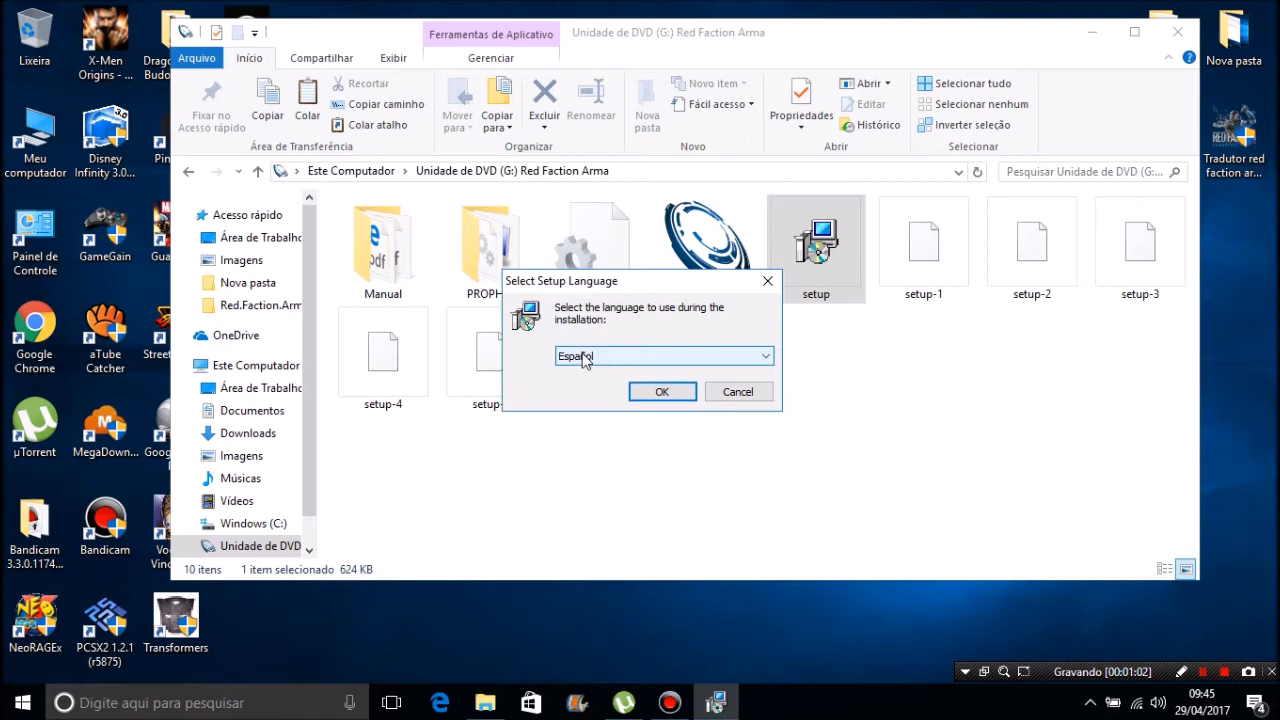 Lixeira
X-Men
Origins - ...
Meu
computador
Disney
Infinity 3.0...
Painel de
Controle
GameGain
Google
Chrome
aTube
Catcher
µTorrent
MegaDown...
Bandicam
3.3.0.1174...
Bandicam
NeoRAGEx
PCSX2 1.2.1
(r5875)
Transformers
Nova pasta
Tradutor red
faction ar...
Ferramentas de Aplicativo
Unidade de DVD (G:) Red Faction Arma
Arquivo
Início
Compartilhar
Exibir
Gerenciar
Fixar no
Acesso rápido
Copiar
Colar
Recortar
Copiar caminho
Colar atalho
Área de Transferência
Mover
para
Copiar
para
Excluir
Renomear
Organizar
Nova
pasta
Novo item
Fácil acesso
Novo
Propriedades
Abrir
Editar
Histórico
Abrir
Selecionar tudo
Selecionar nenhum
Inverter seleção
Selecionar
Este Computador
Unidade de DVD (G:) Red Faction Arma
Pesquisar Unidade de DVD (G:...
Acesso rápido
Área de Trabalho
Imagens
Nova pasta
Red.Faction.Arm
OneDrive
Este Computador
Área de Trabalho
Documentos
Downloads
Imagens
Músicas
Vídeos
Windows (C:)
Unidade de DVD
Manual
PROPH
setup
setup-1
setup-2
setup-3
setup-4
setup-
Select Setup Language
Select the language to use during the
installation:
Español
OK
Cancel
10 itens
1 item selecionado 624 KB
Gravando [00:01:02]
Digite aqui para pesquisar
09:45
29/04/2017
4